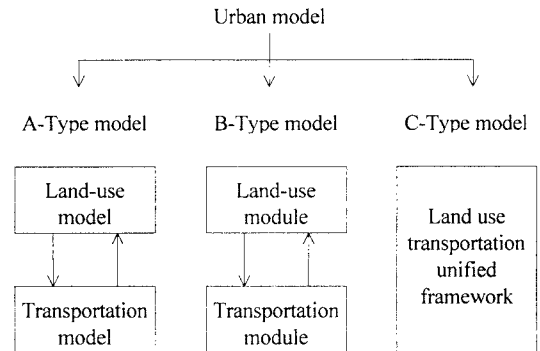 Urban model
A-Type model
B-Type model
C-Type model
Land-use
model
Land-use
module
Land use
transportation
unified
framework
Transportation
model
Transportation
module